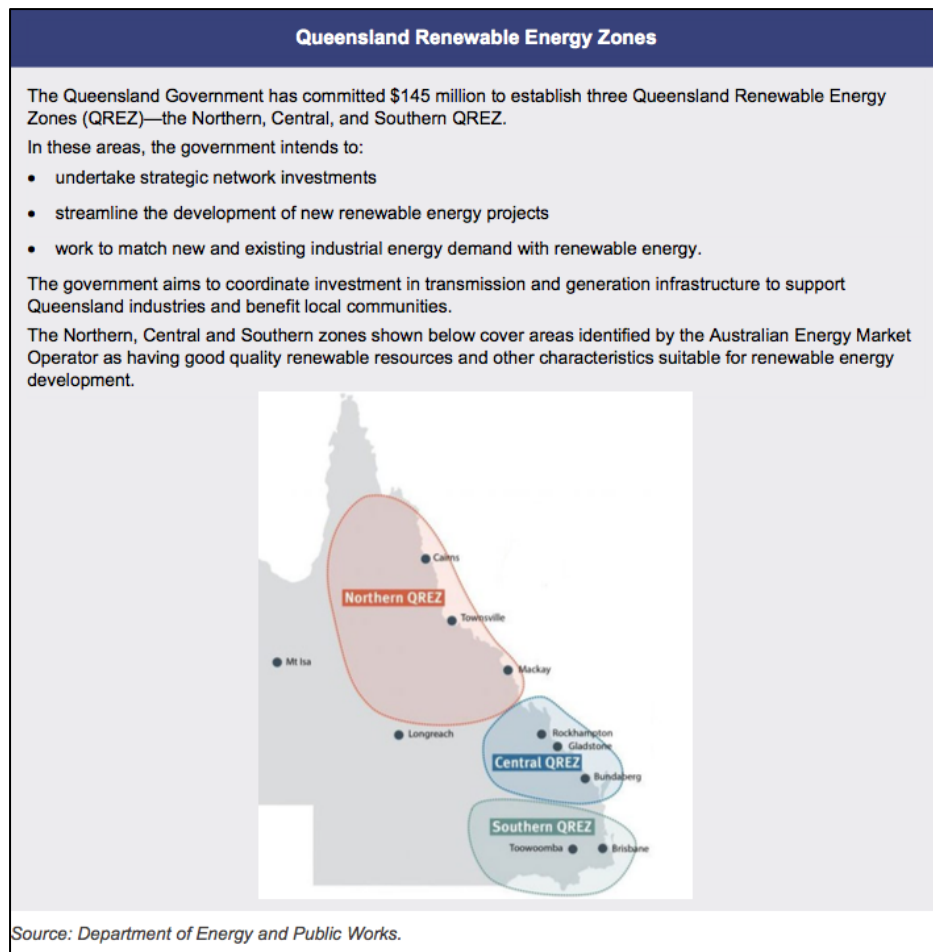 Queensland Renewable Energy Zones
The Queensland Government has committed $145 million to establish three Queensland Renewable Energy
Zones (QREZ)—the Northern, Central, and Southern QREZ.
In these areas, the government intends to:
• undertake strategic network investments
• streamline the development of new renewable energy projects
• work to match new and existing industrial energy demand with renewable energy.
The government aims to coordinate investment in transmission and generation infrastructure to support
Queensland industries and benefit local communities.
The Northern, Central and Southern zones shown below cover areas identified by the Australian Energy Market
Operator as having good quality renewable resources and other characteristics suitable for renewable energy
development.
Cairns
Northern QREZ
Townsville
Mt Isa
Mackay
Longreach
Rockhampton
Gladstone
Central QREZ
Bundaberg
Southern QREZ
Toowoomba
Brisbane
Source: Department of Energy and Public Works.